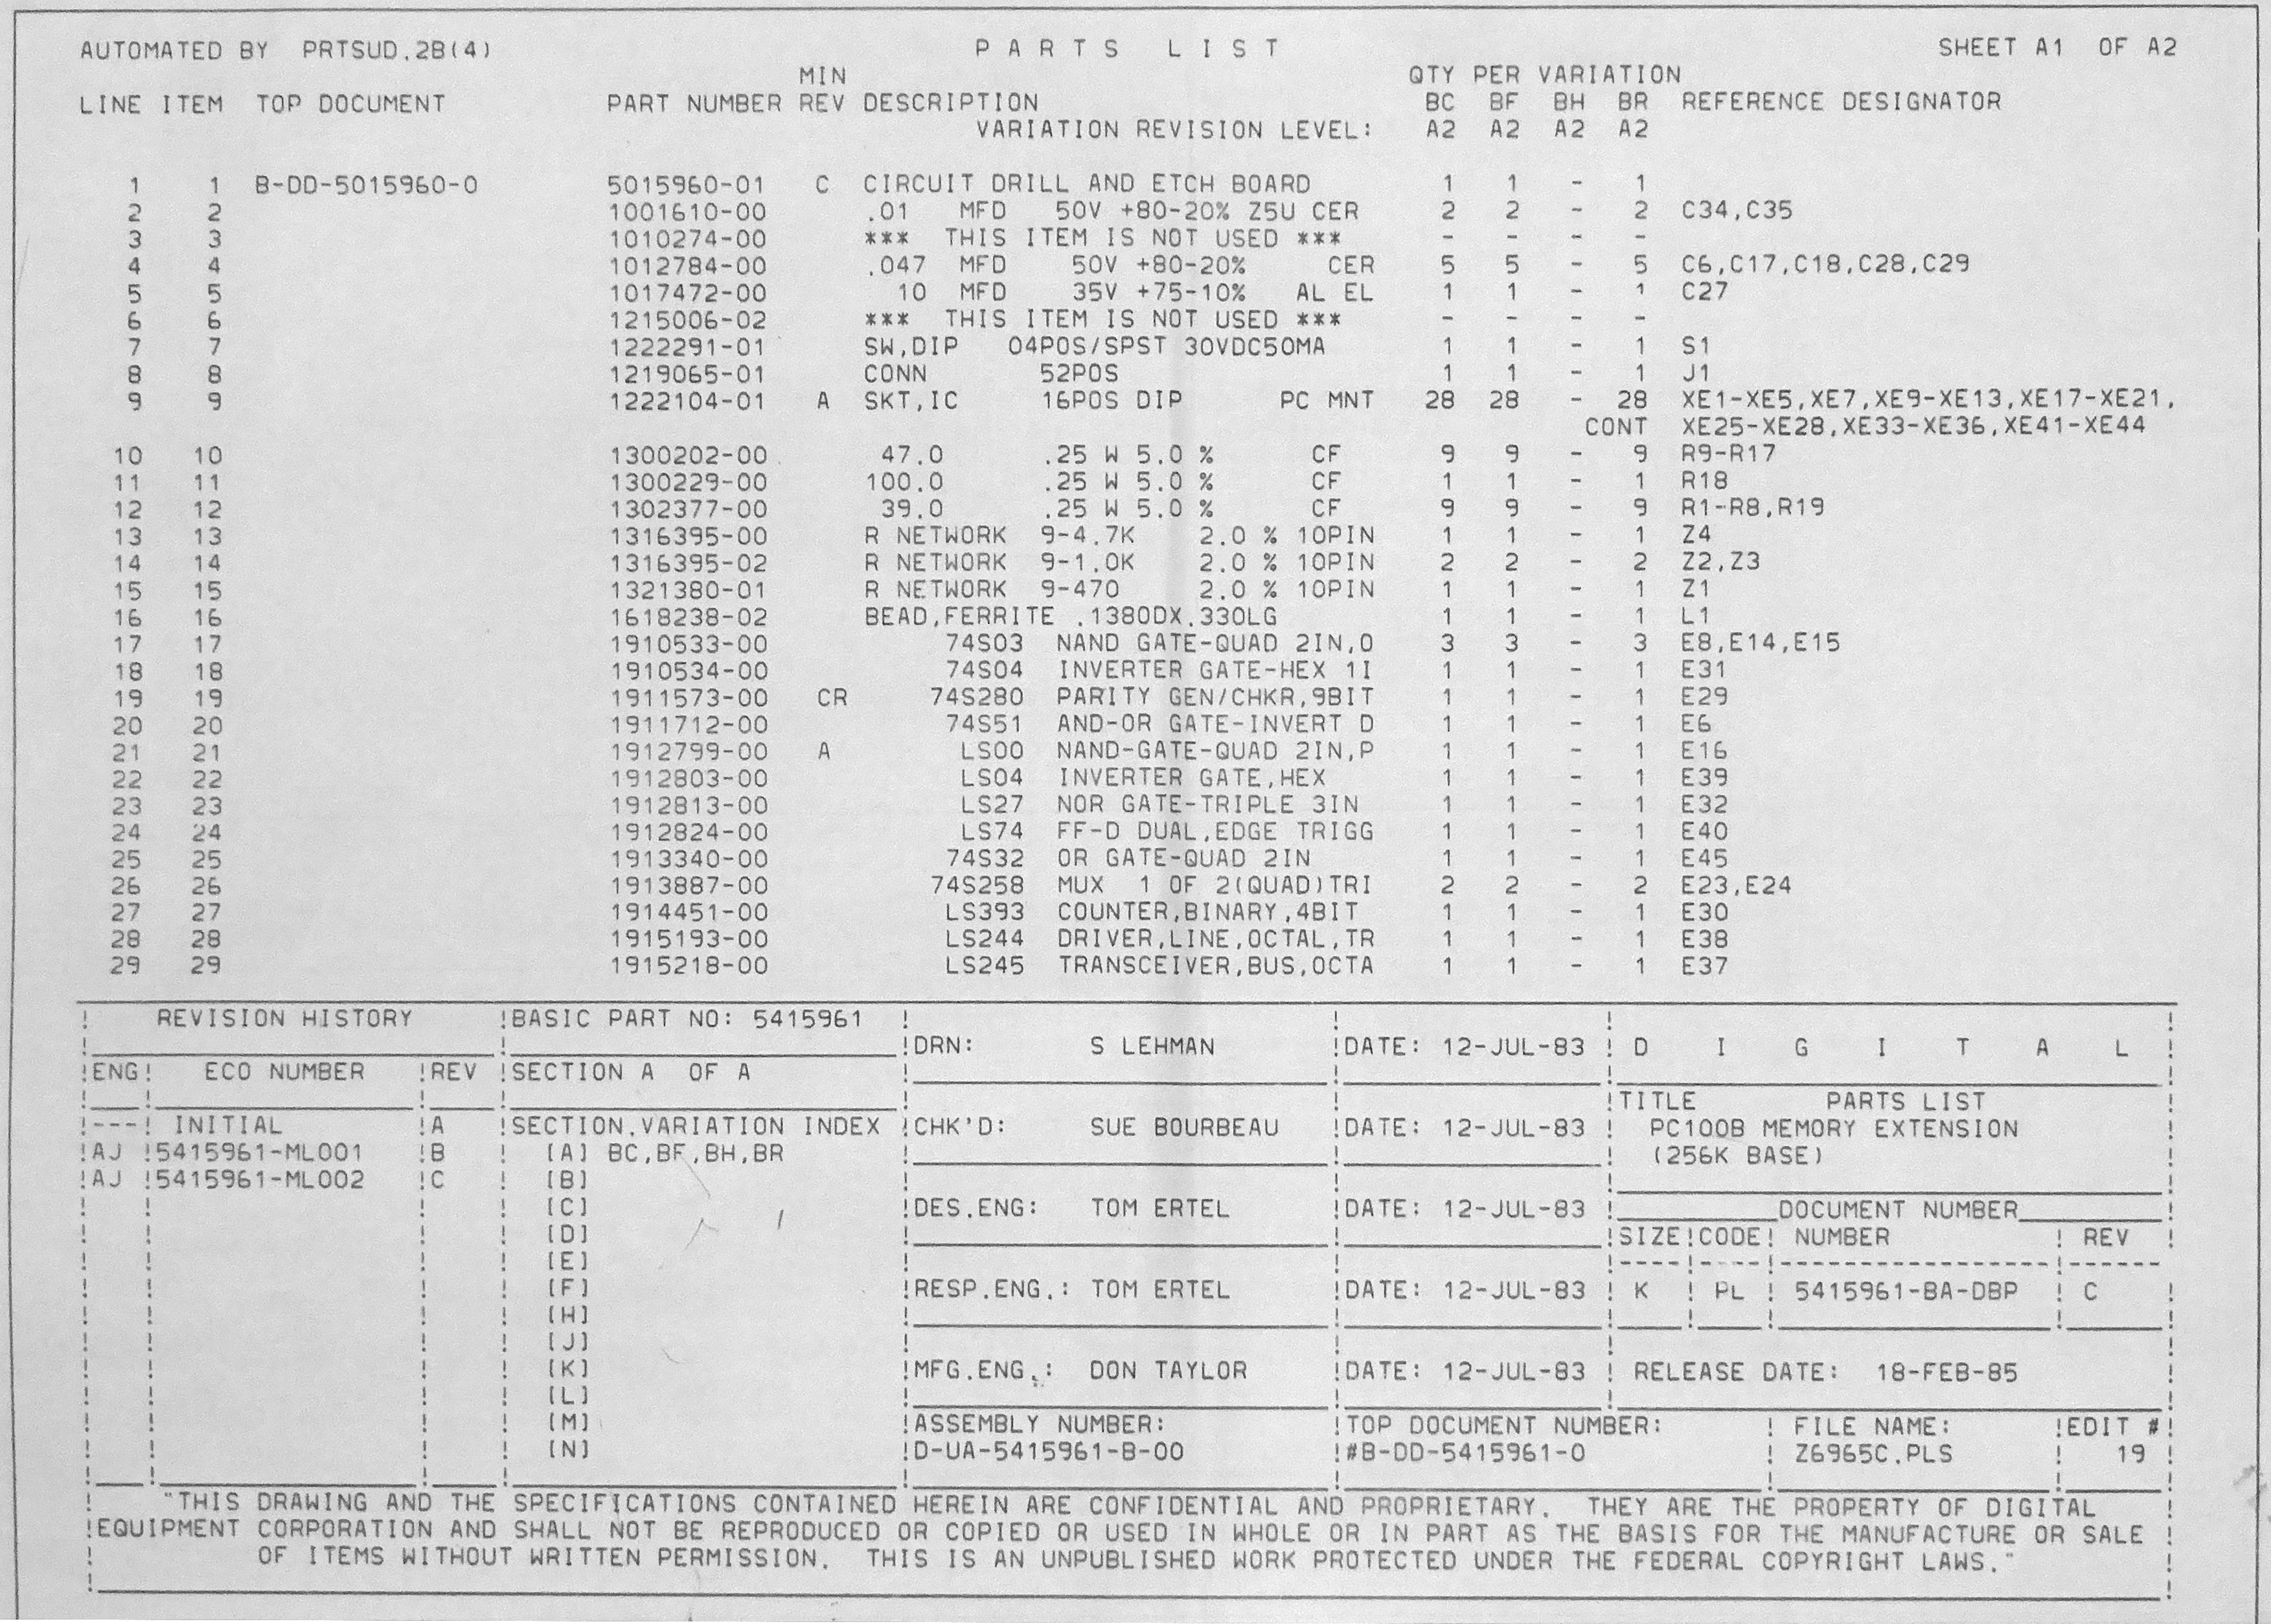 AUTOMATED BY PRTSUD.2B(4) P A R T S L I S T SHEET A1 OF A2
MIN QTY PER VARIATION
LINE ITEM TOP DOCUMENT PART NUMBER REV DESCRIPTION BC BF BH BR REFERENCE DESIGNATOR
VARIATION REVISION LEVEL: A2 A2 A2 A2
1 1 B-DD-5015960-0 5015960-01 C CIRCUIT DRILL AND ETCH BOARD 1 1 - 1
2 2 1001610-00 .01 MFD 50V +80-20% Z5U CER 2 2 - 2 C34,C35
3 3 1010274-00 *** THIS ITEM IS NOT USED *** - - - -
4 4 1012784-00 .047 MFD 50V +80-20% CER 5 5 - 5 C6,C17,C18,C28,C29
5 5 1017472-00 10 MFD 35V +75-10% AL EL 1 1 - 1 C27
6 6 1215006-02 *** THIS ITEM IS NOT USED *** - - - -
7 7 1222291-01 SW,DIP 04POS/SPST 30VDC50MA 1 1 - 1 S1
8 8 1219065-01 CONN 52POS 1 1 - 1 J1
9 9 1222104-01 A SKT,IC 16POS DIP PC MNT 28 28 - 28 XE1-XE5,XE7,XE9-XE13,XE17-XE21,
CONT XE25-XE28,XE33-XE36,XE41-XE44
10 10 1300202-00 47.0 .25 W 5.0 % CF 9 9 - 9 R9-R17
11 11 1300229-00 100.0 .25 W 5.0 % CF 1 1 - 1 R18
12 12 1302377-00 39.0 .25 W 5.0 % CF 9 9 - 9 R1-R8,R19
13 13 1316395-00 R NETWORK 9-4.7K 2.0 % 10PIN 1 1 - 1 Z4
14 14 1316395-02 R NETWORK 9-1.0K 2.0 % 10PIN 2 2 - 2 Z2,Z3
15 15 1321380-01 R NETWORK 9-470 2.0 % 10PIN 1 1 - 1 Z1
16 16 1618238-02 BEAD,FERRITE .138ODX.330LG 1 1 - 1 L1
17 17 1910533-00 74S03 NAND GATE-QUAD 2IN,O 3 3 - 3 E8,E14,E15
18 18 1910534-00 74S04 INVERTER GATE-HEX 1I 1 1 - 1 E31
19 19 1911573-00 CR 74S280 PARITY GEN/CHKR,9BIT 1 1 - 1 E29
20 20 1911712-00 74S51 AND-OR GATE-INVERT D 1 1 - 1 E6
21 21 1912799-00 A LS00 NAND-GATE-QUAD 2IN,P 1 1 - 1 E16
22 22 1912803-00 LS04 INVERTER GATE,HEX 1 1 - 1 E39
23 23 1912813-00 LS27 NOR GATE-TRIPLE 3IN 1 1 - 1 E32
24 24 1912824-00 LS74 FF-D DUAL,EDGE TRIGG 1 1 - 1 E40
25 25 1913340-00 74S32 OR GATE-QUAD 2IN 1 1 - 1 E45
26 26 1913887-00 74S258 MUX 1 OF 2(QUAD)TRI 2 2 - 2 E23,E24
27 27 1914451-00 LS393 COUNTER,BINARY,4BIT 1 1 - 1 E30
28 28 1915193-00 LS244 DRIVER,LINE,OCTAL,TR 1 1 - 1 E38
29 29 1915218-00 LS245 TRANSCEIVER,BUS,OCTA 1 1 - 1 E37
REVISION HISTORY !BASIC PART NO: 5415961
!DRN: S LEHMAN !DATE: 12-JUL-83 ! D I G I T A L
!ENG! ECO NUMBER !REV !SECTION A OF A
!TITLE PARTS LIST
!---! INITIAL !A !SECTION.VARIATION INDEX !CHK'D: SUE BOURBEAU !DATE: 12-JUL-83 ! PC100B MEMORY EXTENSION
!AJ !5415961-ML001 !B ! [A] BC,BF,BH,BR (256K BASE)
!AJ !5415961-ML002 !C ! [B]
[C] !DES.ENG: TOM ERTEL !DATE: 12-JUL-83 ! DOCUMENT NUMBER
[D] !SIZE!CODE! NUMBER ! REV
[E]
[F] !RESP.ENG.: TOM ERTEL !DATE: 12-JUL-83 ! K ! PL ! 5415961-BA-DBP ! C
[H]
[J]
[K] !MFG.ENG.: DON TAYLOR !DATE: 12-JUL-83 ! RELEASE DATE: 18-FEB-85
[L]
[M] !ASSEMBLY NUMBER: !TOP DOCUMENT NUMBER: ! FILE NAME: !EDIT #!
[N] !D-UA-5415961-B-00 !#B-DD-5415961-0 ! Z6965C.PLS ! 19 !
"THIS DRAWING AND THE SPECIFICATIONS CONTAINED HEREIN ARE CONFIDENTIAL AND PROPRIETARY. THEY ARE THE PROPERTY OF DIGITAL
!EQUIPMENT CORPORATION AND SHALL NOT BE REPRODUCED OR COPIED OR USED IN WHOLE OR IN PART AS THE BASIS FOR THE MANUFACTURE OR SALE !
OF ITEMS WITHOUT WRITTEN PERMISSION. THIS IS AN UNPUBLISHED WORK PROTECTED UNDER THE FEDERAL COPYRIGHT LAWS."